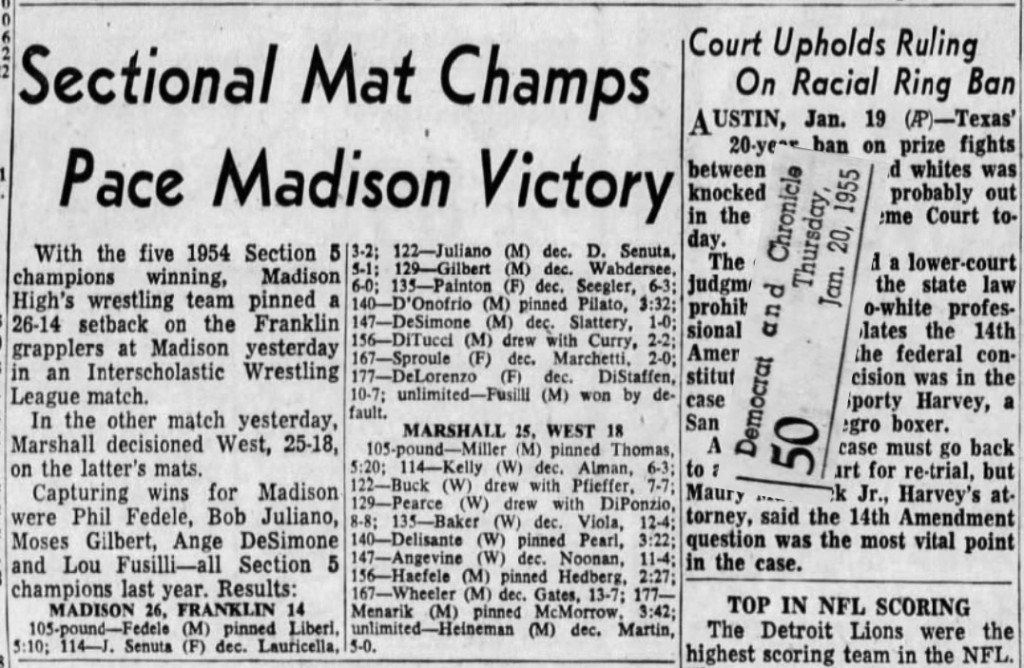 Sectional Mat Champs
Pace Madison Victory
With the five 1954 Section 5
champions winning, Madison
High's wrestling team pinned a
26-14 setback on the Franklin
grapplers at Madison yesterday
in an Interscholastic Wrestling
League match.
In the other match yesterday,
Marshall decisioned West, 25-18,
on the latter's mats.
Capturing wins for Madison
were Phil Fedele, Bob Juliano,
Moses Gilbert, Ange DeSimone
and Lou Fusilli—all Section 5
champions last year. Results:
MADISON 26, FRANKLIN 14
105-pound—Fedele (M) pinned Liberi,
5:10; 114—J. Senuta (F) dec. Lauricella,
3-2; 122—Juliano (M) dec. D. Senuta,
5-1; 129—Gilbert (M) dec. Wabdersee,
6-0; 135—Painton (F) dec. Seegler, 6-3;
140—D'Onofrio (M) pinned Pilato, 3:32;
147—DeSimone (M) dec. Slattery, 1-0;
156—DiTucci (M) drew with Curry, 2-2;
167—Sproule (F) dec. Marchetti, 2-0;
177—DeLorenzo (F) dec. DiStaffen,
10-7; unlimited—Fusilli (M) won by de-
fault.
MARSHALL 25, WEST 18
105-pound—Miller (M) pinned Thomas,
5:20; 114—Kelly (W) dec. Alman, 6-3;
122—Buck (W) drew with Pfieffer, 7-7;
129—Pearce (W) drew with DiPonzio,
8-8; 135—Baker (W) dec. Viola, 12-4;
140—Delisante (W) pinned Pearl, 3:22;
147—Angevine (W) dec. Noonan, 11-4;
156—Haefele (M) pinned Hedberg, 2:27;
167—Wheeler (M) dec. Gates, 13-7; 177—
Menarik (M) pinned McMorrow, 3:42;
unlimited—Heineman (M) dec. Martin,
5-0.
Court Upholds Ruling
On Racial Ring Ban
AUSTIN, Jan. 19 (AP)—Texas'
20-year ban on prize fights
between d whites was
knocked probably out
in the me Court to-
day.
The d a lower-court
judgm the state law
prohib o-white profes-
sional lates the 14th
Amer he federal con-
stitut cision was in the
case porty Harvey, a
San egro boxer.
A case must go back
to a rt for re-trial, but
Maury k Jr., Harvey's at-
torney, said the 14th Amendment
question was the most vital point
in the case.
Democrat and Chronicle
Thursday,
Jan. 20, 1955
50
TOP IN NFL SCORING
The Detroit Lions were the
highest scoring team in the NFL.